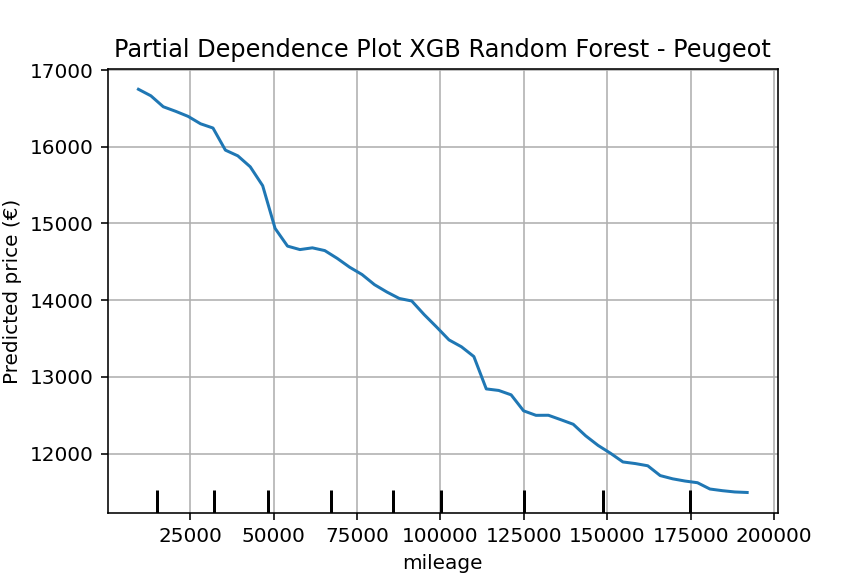 Partial Dependence Plot XGB Random Forest - Peugeot
17000
16000
15000
14000
13000
12000
Predicted price (€)
25000 50000 75000 100000 125000 150000 175000 200000
mileage